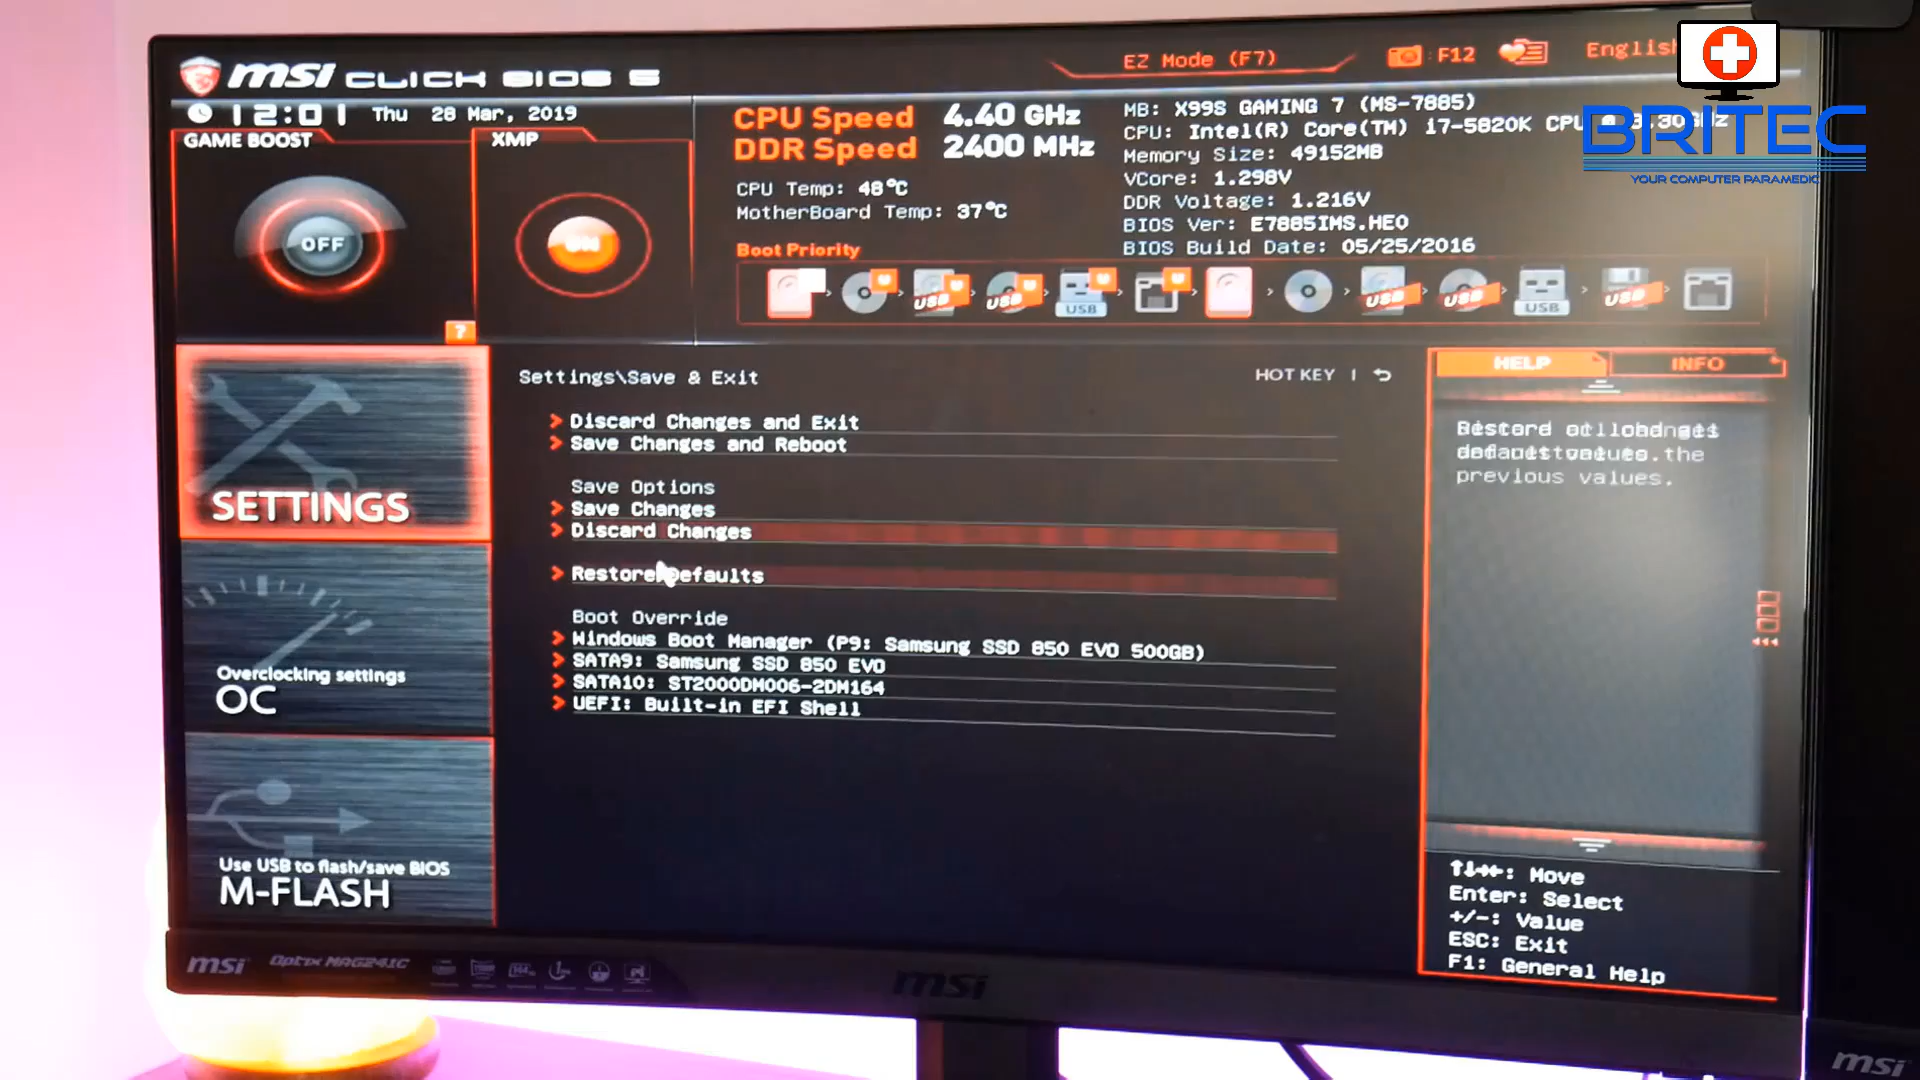 msi CLICK BIOS 5
EZ Mode (F7)
: F12
English
12:01 Thu 28 Mar, 2019
GAME BOOST
OFF
XMP
ON
CPU Speed 4.40 GHz
DDR Speed 2400 MHz
CPU Temp: 48°C
MotherBoard Temp: 37°C
MB: X99S GAMING 7 (MS-7885)
CPU: Intel(R) Core(TM) i7-5820K CPU @ 3.30GHz
Memory Size: 49152MB
VCore: 1.298V
DDR Voltage: 1.216V
BIOS Ver: E7885IMS.HE0
BIOS Build Date: 05/25/2016
BRITEC
YOUR COMPUTER PARAMEDIC
Boot Priority
USB USB USB USB USB USB USB
?
SETTINGS
Overclocking settings
OC
Use USB to flash/save BIOS
M-FLASH
Settings\Save & Exit
HOT KEY
> Discard Changes and Exit
> Save Changes and Reboot
Save Options
> Save Changes
> Discard Changes
> Restore Defaults
Boot Override
> Windows Boot Manager (P9: Samsung SSD 850 EVO 500GB)
> SATA9: Samsung SSD 850 EVO
> SATA10: ST2000DM006-2DM164
> UEFI: Built-in EFI Shell
HELP
INFO
the
previous values.
↑↓→←: Move
Enter: Select
+/-: Value
ESC: Exit
F1: General Help
msi Optix MAG241C
msi
msi